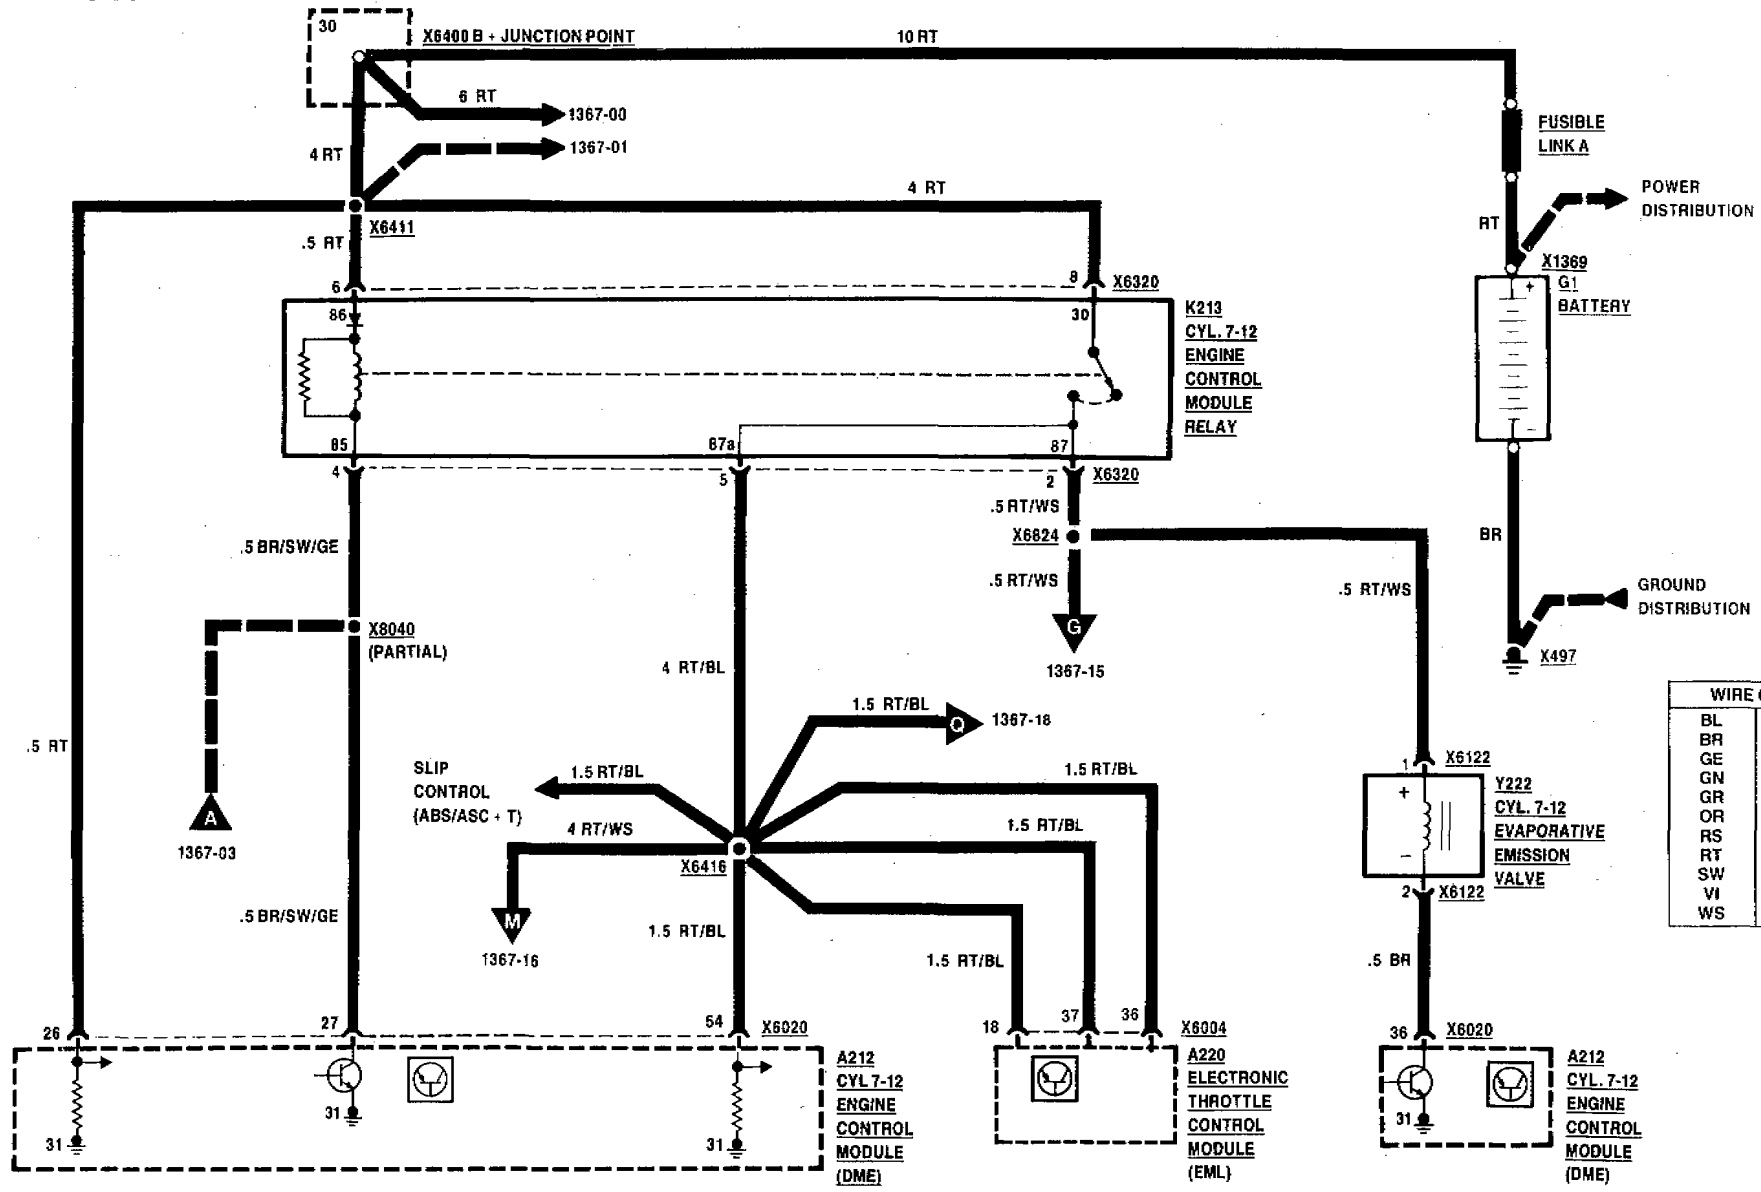 30
X6400 B + JUNCTION POINT
10 RT
6 RT
1367-00
4 RT
1367-01
FUSIBLE
LINK A
POWER
DISTRIBUTION
RT
4 RT
X6411
.5 RT
X1369
G1
BATTERY
+
-
6
8
X6320
86
30
K213
CYL. 7-12
ENGINE
CONTROL
MODULE
RELAY
85
87a
87
4
5
2
X6320
.5 RT/WS
X6824
.5 BR/SW/GE
BR
.5 RT/WS
.5 RT/WS
GROUND
DISTRIBUTION
X8040
(PARTIAL)
G
1367-15
X497
4 RT/BL
WIRE
BL
BR
GE
GN
GR
OR
RS
RT
SW
VI
WS
1.5 RT/BL
Q
1367-18
.5 RT
SLIP
CONTROL
(ABS/ASC + T)
1.5 RT/BL
1.5 RT/BL
1
X6122
+
-
Y222
CYL. 7-12
EVAPORATIVE
EMISSION
VALVE
A
1367-03
4 RT/WS
1.5 RT/BL
X6416
2
X6122
M
1367-16
.5 BR/SW/GE
1.5 RT/BL
1.5 RT/BL
.5 BR
26
27
54
X6020
18
37
36
X6004
36
X6020
A212
CYL 7-12
ENGINE
CONTROL
MODULE
(DME)
31
31
31
A220
ELECTRONIC
THROTTLE
CONTROL
MODULE
(EML)
31
A212
CYL. 7-12
ENGINE
CONTROL
MODULE
(DME)